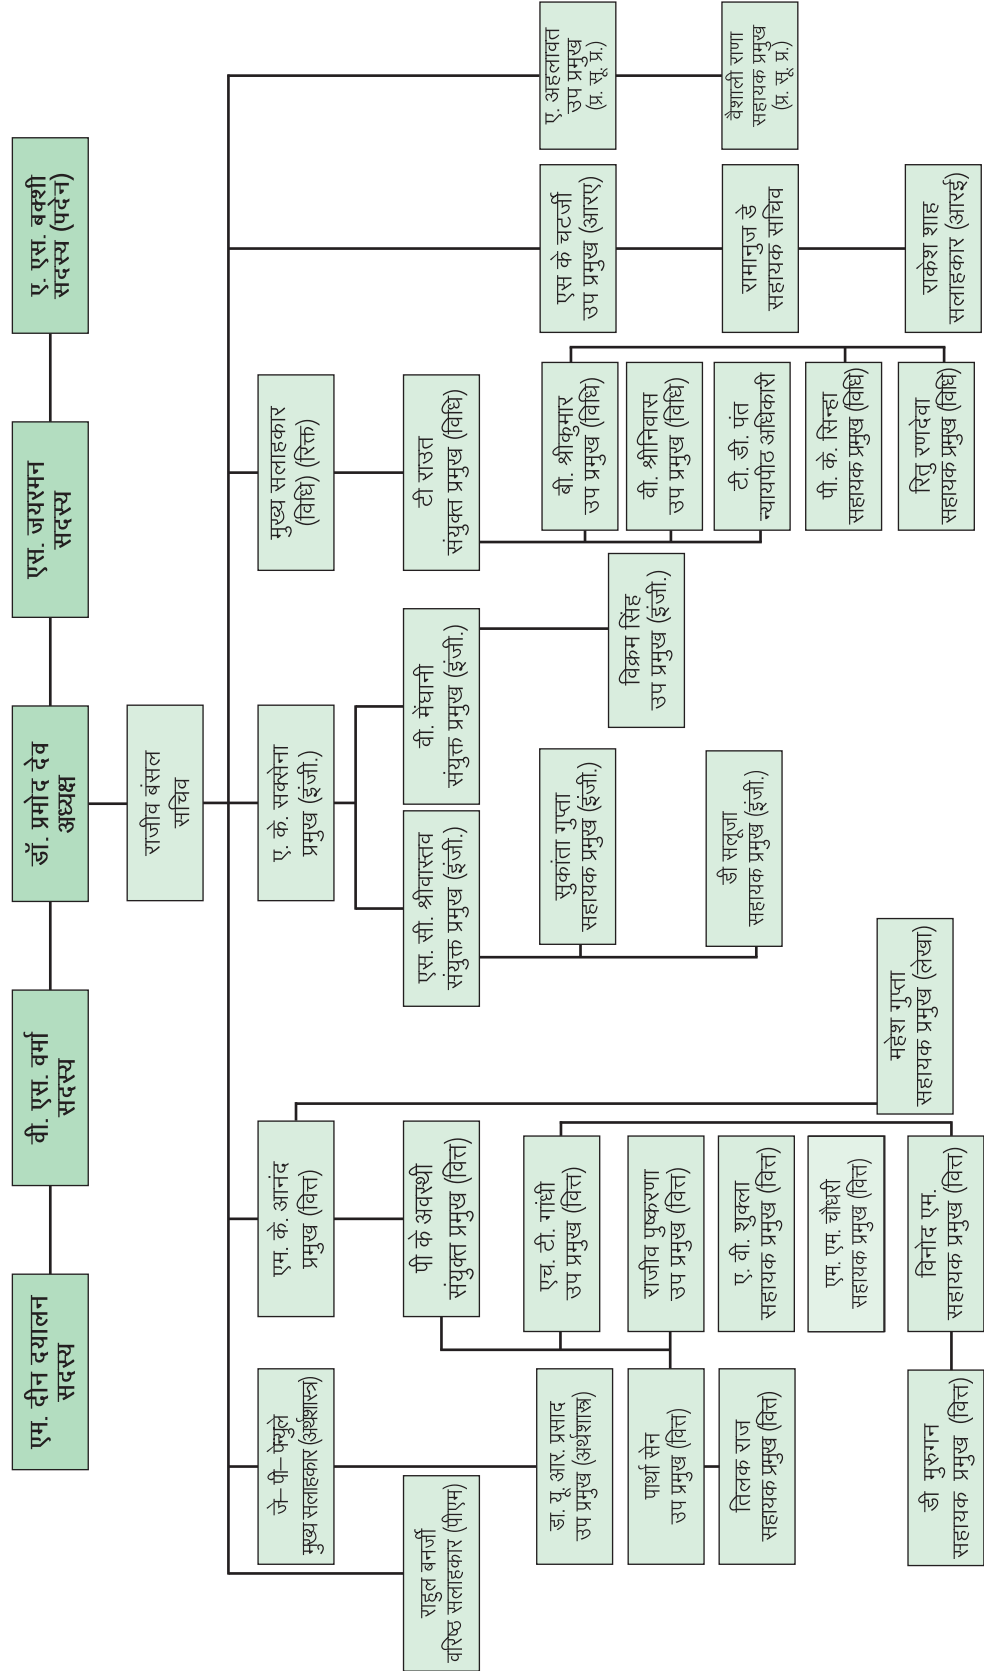 एम. दीन दयालन
सदस्य
वी. एस. वर्मा
सदस्य
डॉ. प्रमोद देव
अध्यक्ष
एस. जयरमन
सदस्य
ए. एस. बक्शी
सदस्य (पदेन)
राजीव बंसल
सचिव
जे– पी– पेन्यूले
मुख्य सलाहकार (अर्थशास्त्र)
एम. के. आनंद
प्रमुख (वित्त)
ए. के. सक्सेना
प्रमुख (इंजी.)
मुख्य सलाहकार
(विधि) (रिक्त)
राहुल बनर्जी
वरिष्ठ सलाहकार (पीएम)
पी के अवस्थी
संयुक्त प्रमुख (वित्त)
एस. सी. श्रीवास्तव
संयुक्त प्रमुख (इंजी.)
वी. मेंघानी
संयुक्त प्रमुख (इंजी.)
टी राउत
संयुक्त प्रमुख (विधि)
डा. यू. आर. प्रसाद
उप प्रमुख (अर्थशास्त्र)
एच. टी. गांधी
उप प्रमुख (वित्त)
सुकांता गुप्ता
सहायक प्रमुख (इंजी.)
विक्रम सिंह
उप प्रमुख (इंजी.)
बी. श्रीकुमार
उप प्रमुख (विधि)
एस के चटर्जी
उप प्रमुख (आरए)
ए. अहलावत
उप प्रमुख
(प्र. सू. प्र.)
पार्था सेन
उप प्रमुख (वित्त)
राजीव पुष्करणा
उप प्रमुख (वित्त)
वी. श्रीनिवास
उप प्रमुख (विधि)
तिलक राज
सहायक प्रमुख (वित्त)
ए. वी. शुक्ला
सहायक प्रमुख (वित्त)
डी सलूजा
सहायक प्रमुख (इंजी.)
टी. डी. पंत
न्यायपीठ अधिकारी
रामानुज डे
सहायक सचिव
वैशाली राणा
सहायक प्रमुख
(प्र. सू. प्र.)
एम. एम. चौधरी
सहायक प्रमुख (वित्त)
पी. के. सिन्हा
सहायक प्रमुख (विधि)
महेश गुप्ता
सहायक प्रमुख (लेखा)
डी मुरुगन
सहायक प्रमुख (वित्त)
विनोद एम.
सहायक प्रमुख (वित्त)
रितु रणदेवा
सहायक प्रमुख (विधि)
राकेश शाह
सलाहकार (आरई)